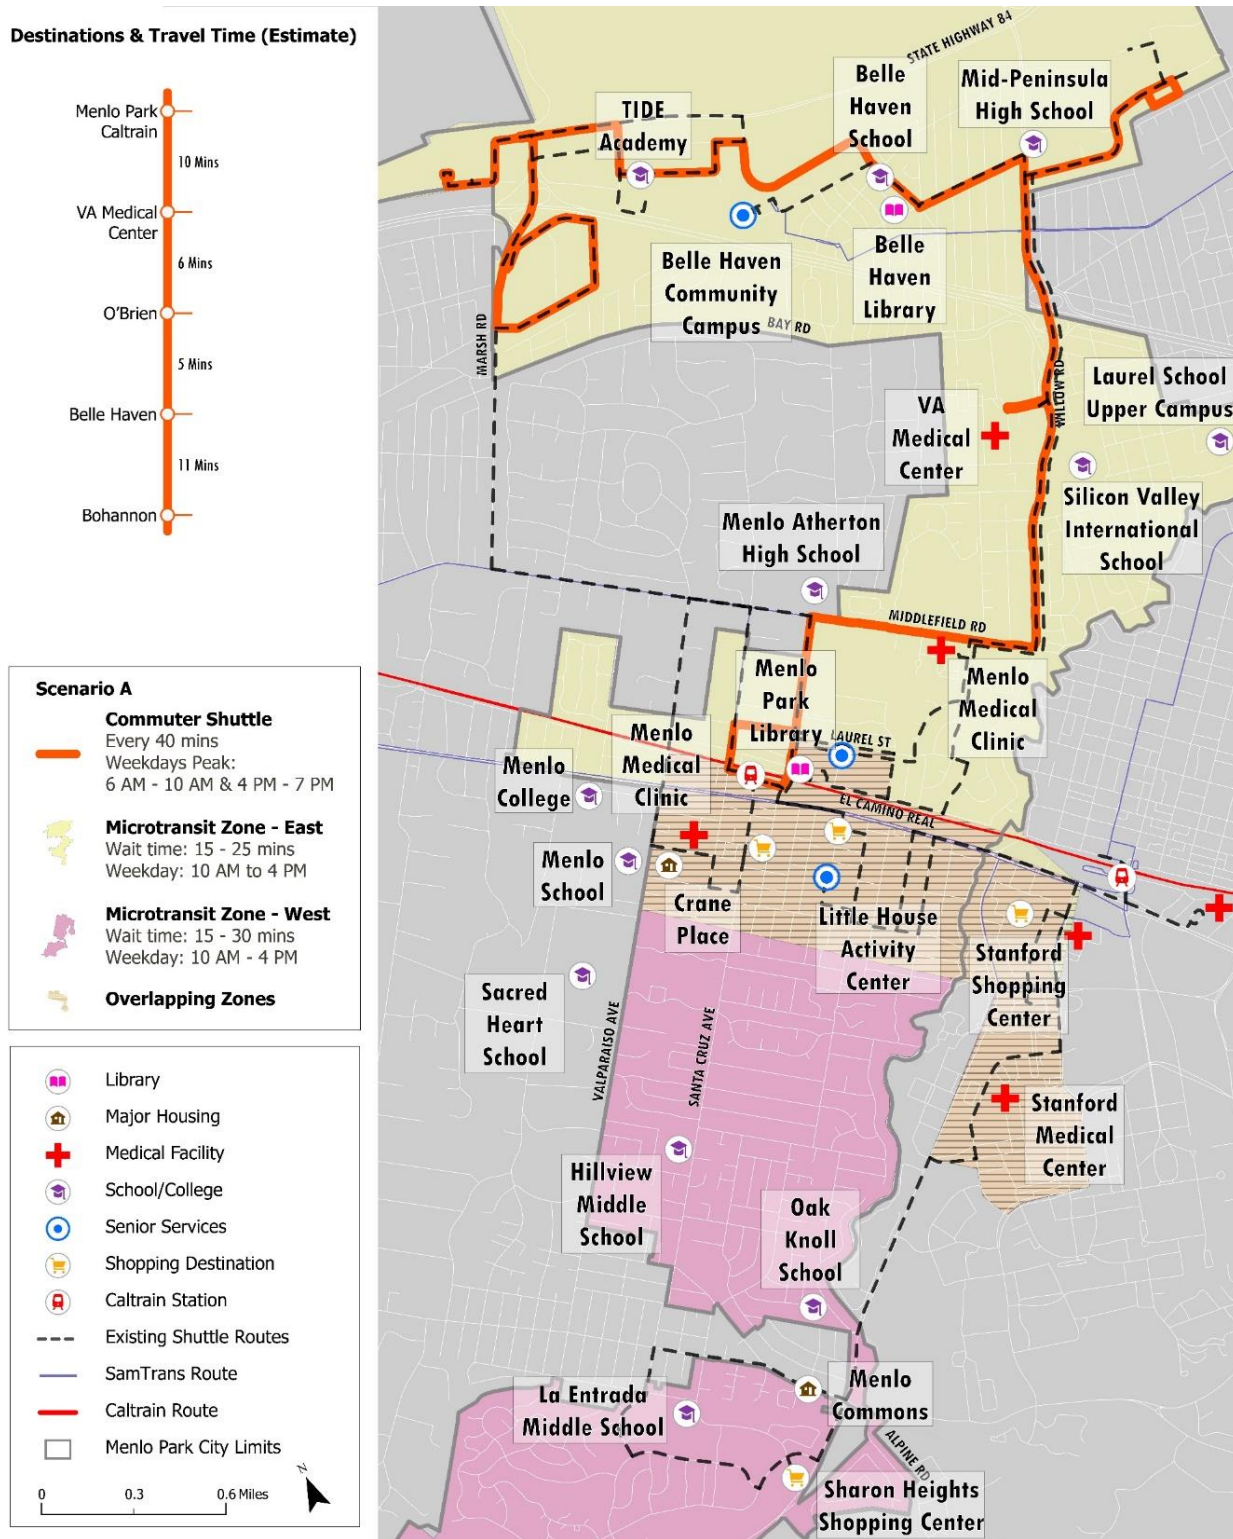 Destinations & Travel Time (Estimate)
Menlo Park
Caltrain
10 Mins
VA Medical
Center
6 Mins
O'Brien
5 Mins
Belle Haven
11 Mins
Bohannon
Scenario A
Commuter Shuttle
Every 40 mins
Weekdays Peak:
6 AM - 10 AM & 4 PM - 7 PM
Microtransit Zone - East
Wait time: 15 - 25 mins
Weekday: 10 AM to 4 PM
Microtransit Zone - West
Wait time: 15 - 30 mins
Weekday: 10 AM - 4 PM
Overlapping Zones
Library
Major Housing
Medical Facility
School/College
Senior Services
Shopping Destination
Caltrain Station
Existing Shuttle Routes
SamTrans Route
Caltrain Route
Menlo Park City Limits
0 0.3 0.6 Miles
N
STATE HIGHWAY 84
TIDE
Academy
Belle
Haven
School
Mid-Peninsula
High School
Belle Haven
Community
Campus
Belle
Haven
Library
BAY RD
MARSH RD
WILLOW RD
Laurel School
Upper Campus
VA
Medical
Center
Silicon Valley
International
School
Menlo Atherton
High School
MIDDLEFIELD RD
Menlo
Park
Library
Menlo
Medical
Clinic
LAUREL ST
Menlo
Medical
Clinic
Menlo
College
EL CAMINO REAL
Menlo
School
Crane
Place
Little House
Activity
Center
Stanford
Shopping
Center
Sacred
Heart
School
VALPARAISO AVE
SANTA CRUZ AVE
Stanford
Medical
Center
Hillview
Middle
School
Oak
Knoll
School
La Entrada
Middle School
Menlo
Commons
ALPINE RD
Sharon Heights
Shopping Center